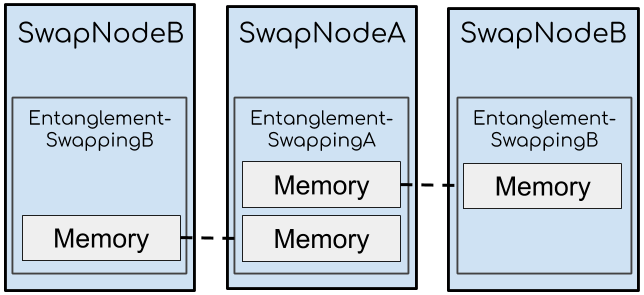 SwapNodeB
Entanglement-
SwappingB
Memory
SwapNodeA
Entanglement-
SwappingA
Memory
Memory
SwapNodeB
Entanglement-
SwappingB
Memory